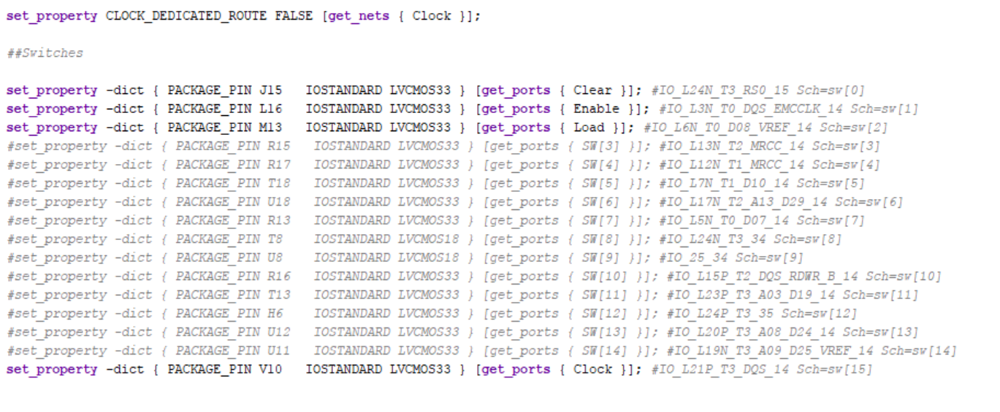 set_property CLOCK_DEDICATED_ROUTE FALSE [get_nets { Clock }];
##Switches
set_property -dict { PACKAGE_PIN J15 IOSTANDARD LVCMOS33 } [get_ports { Clear }]; #IO_L24N_T3_RS0_15 Sch=sw[0]
set_property -dict { PACKAGE_PIN L16 IOSTANDARD LVCMOS33 } [get_ports { Enable }]; #IO_L3N_T0_DQS_EMCCLK_14 Sch=sw[1]
set_property -dict { PACKAGE_PIN M13 IOSTANDARD LVCMOS33 } [get_ports { Load }]; #IO_L6N_T0_D08_VREF_14 Sch=sw[2]
#set_property -dict { PACKAGE_PIN R15 IOSTANDARD LVCMOS33 } [get_ports { SW[3] }]; #IO_L13N_T2_MRCC_14 Sch=sw[3]
#set_property -dict { PACKAGE_PIN R17 IOSTANDARD LVCMOS33 } [get_ports { SW[4] }]; #IO_L12N_T1_MRCC_14 Sch=sw[4]
#set_property -dict { PACKAGE_PIN T18 IOSTANDARD LVCMOS33 } [get_ports { SW[5] }]; #IO_L7N_T1_D10_14 Sch=sw[5]
#set_property -dict { PACKAGE_PIN U18 IOSTANDARD LVCMOS33 } [get_ports { SW[6] }]; #IO_L17N_T2_A13_D29_14 Sch=sw[6]
#set_property -dict { PACKAGE_PIN R13 IOSTANDARD LVCMOS33 } [get_ports { SW[7] }]; #IO_L5N_T0_D07_14 Sch=sw[7]
#set_property -dict { PACKAGE_PIN T8 IOSTANDARD LVCMOS18 } [get_ports { SW[8] }]; #IO_L24N_T3_34 Sch=sw[8]
#set_property -dict { PACKAGE_PIN U8 IOSTANDARD LVCMOS18 } [get_ports { SW[9] }]; #IO_25_34 Sch=sw[9]
#set_property -dict { PACKAGE_PIN R16 IOSTANDARD LVCMOS33 } [get_ports { SW[10] }]; #IO_L15P_T2_DQS_RDWR_B_14 Sch=sw[10]
#set_property -dict { PACKAGE_PIN T13 IOSTANDARD LVCMOS33 } [get_ports { SW[11] }]; #IO_L23P_T3_A03_D19_14 Sch=sw[11]
#set_property -dict { PACKAGE_PIN H6 IOSTANDARD LVCMOS33 } [get_ports { SW[12] }]; #IO_L24P_T3_35 Sch=sw[12]
#set_property -dict { PACKAGE_PIN U12 IOSTANDARD LVCMOS33 } [get_ports { SW[13] }]; #IO_L20P_T3_A08_D24_14 Sch=sw[13]
#set_property -dict { PACKAGE_PIN U11 IOSTANDARD LVCMOS33 } [get_ports { SW[14] }]; #IO_L19N_T3_A09_D25_VREF_14 Sch=sw[14]
set_property -dict { PACKAGE_PIN V10 IOSTANDARD LVCMOS33 } [get_ports { Clock }]; #IO_L21P_T3_DQS_14 Sch=sw[15]